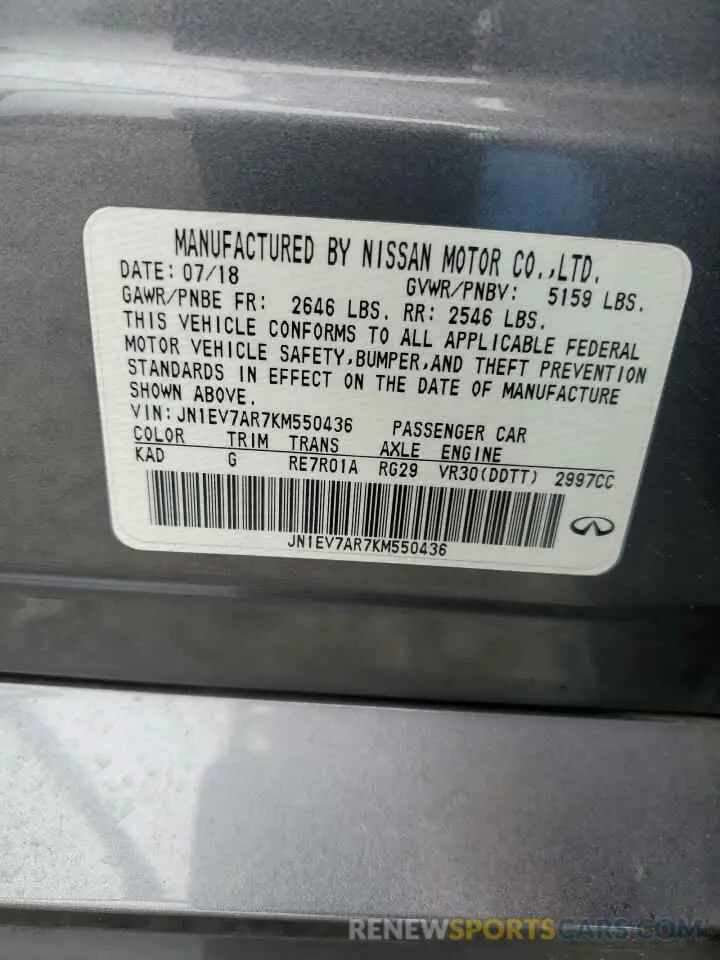 MANUFACTURED BY NISSAN MOTOR CO.,LTD.
DATE: 07/18 GVWR/PNBV: 5159 LBS.
GAWR/PNBE FR: 2646 LBS. RR: 2546 LBS.
THIS VEHICLE CONFORMS TO ALL APPLICABLE FEDERAL
MOTOR VEHICLE SAFETY,BUMPER,AND THEFT PREVENTION
STANDARDS IN EFFECT ON THE DATE OF MANUFACTURE
SHOWN ABOVE.
VIN: JN1EV7AR7KM550436 PASSENGER CAR
COLOR TRIM TRANS AXLE ENGINE
KAD G RE7R01A RG29 VR30(DDTT) 2997CC
JN1EV7AR7KM550436
RENEWSPORTSCARS.COM